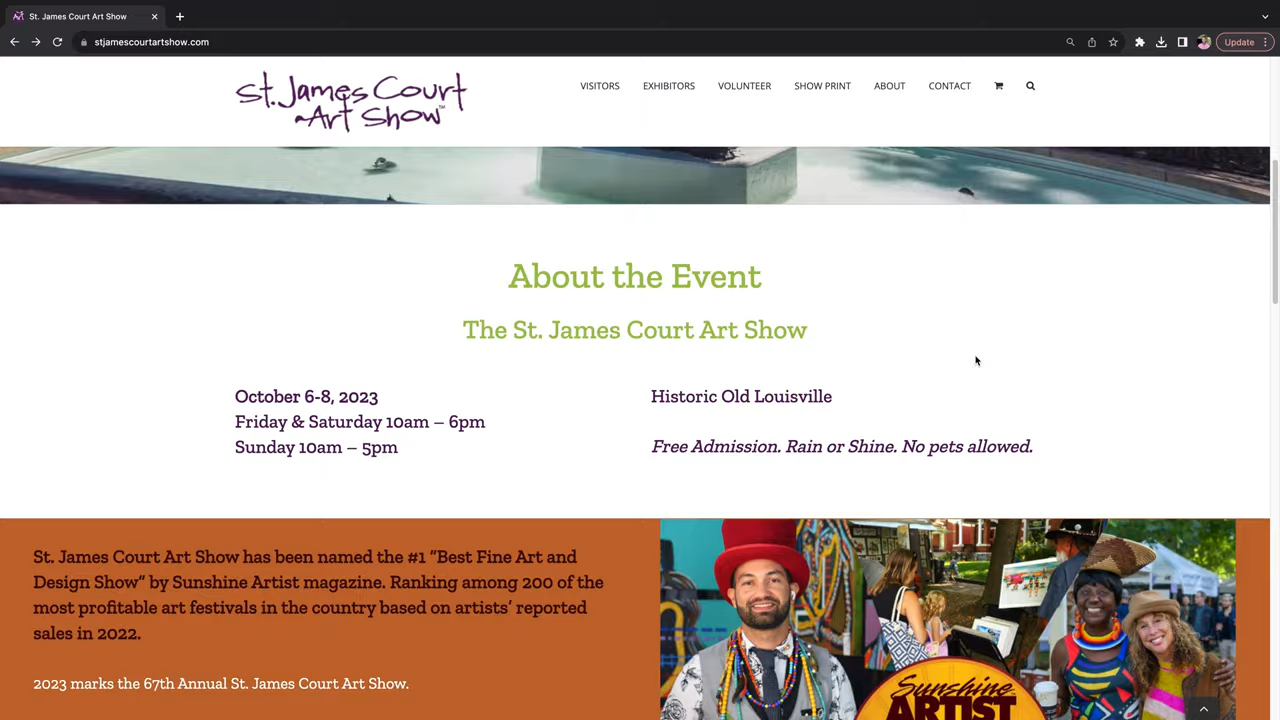 St. James Court Art Show
stjamescourtartshow.com
Update
St. James Court
Art Show™
VISITORS
EXHIBITORS
VOLUNTEER
SHOW PRINT
ABOUT
CONTACT
About the Event
The St. James Court Art Show
October 6-8, 2023
Friday & Saturday 10am – 6pm
Sunday 10am – 5pm
Historic Old Louisville
Free Admission. Rain or Shine. No pets allowed.
St. James Court Art Show has been named the #1 “Best Fine Art and
Design Show” by Sunshine Artist magazine. Ranking among 200 of the
most profitable art festivals in the country based on artists’ reported
sales in 2022.
2023 marks the 67th Annual St. James Court Art Show.
Sunshine
ARTIST